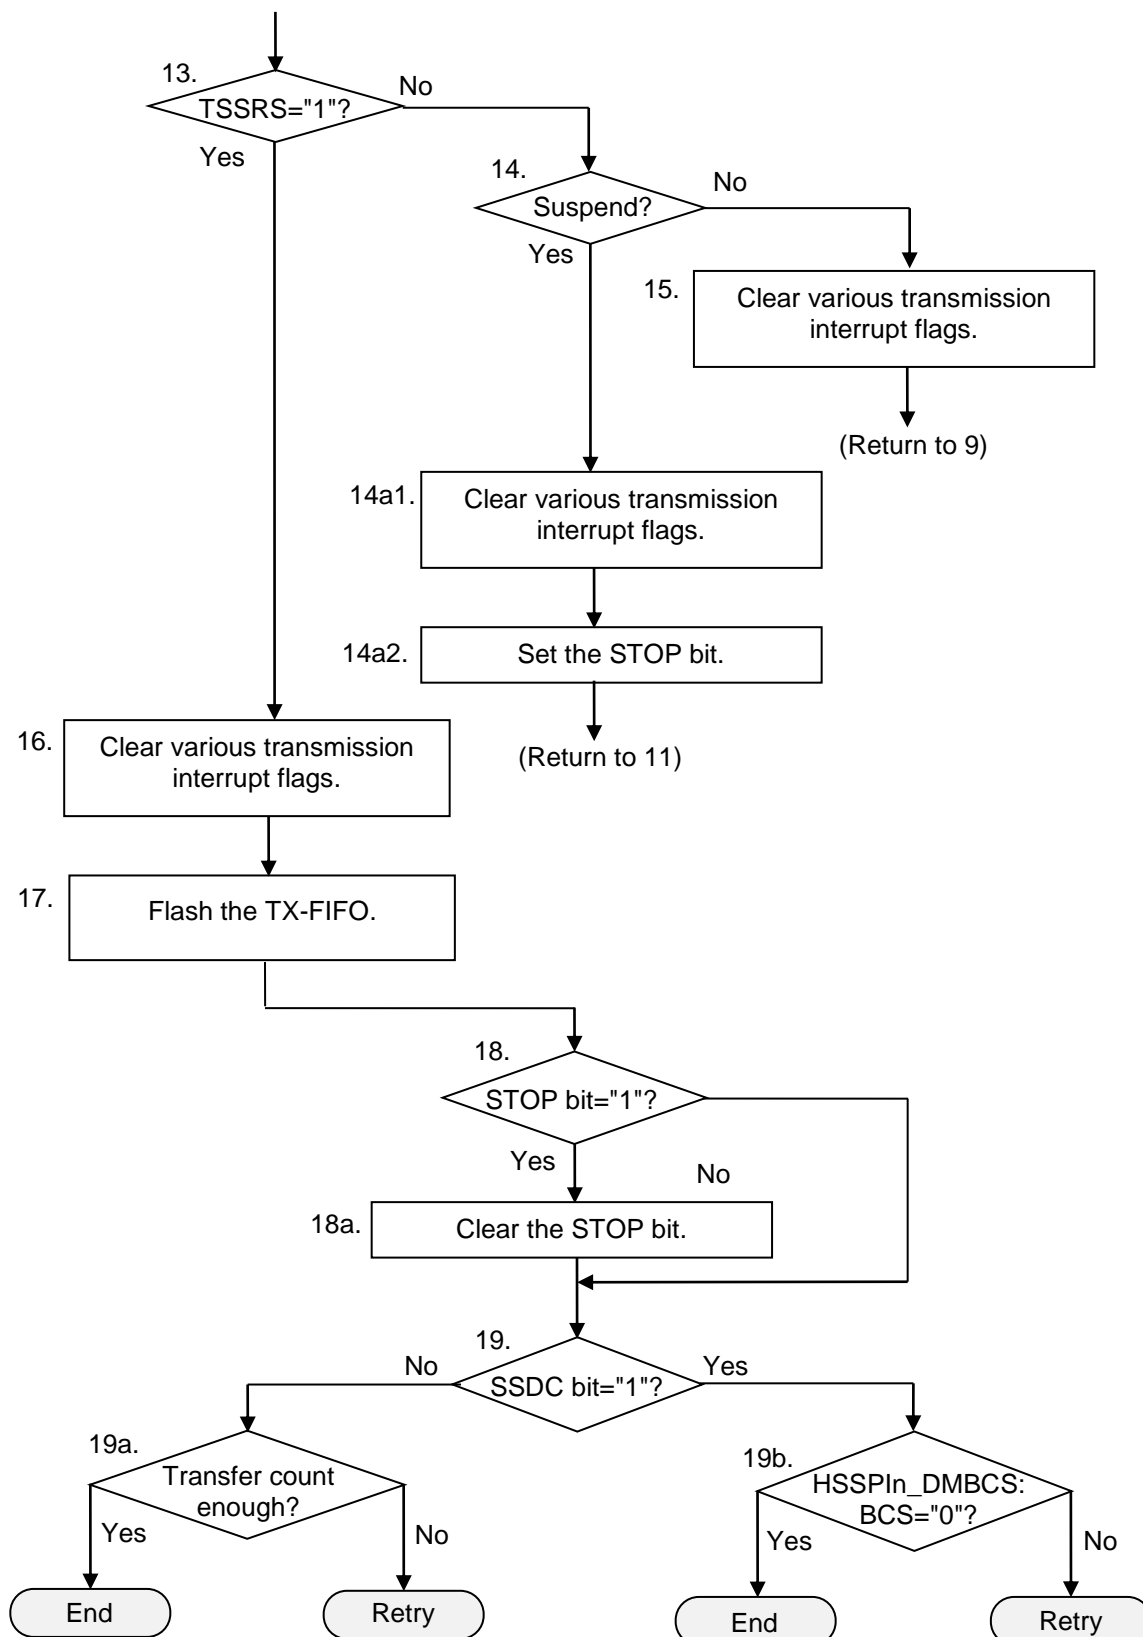 13.
TSSRS="1"?
No
Yes
14.
Suspend?
No
Yes
15.
Clear various transmission
interrupt flags.
(Return to 9)
14a1.
Clear various transmission
interrupt flags.
14a2.
Set the STOP bit.
(Return to 11)
16.
Clear various transmission
interrupt flags.
17.
Flash the TX-FIFO.
18.
STOP bit="1"?
Yes
No
18a.
Clear the STOP bit.
19.
No
SSDC bit="1"?
Yes
19a.
Transfer count
enough?
Yes
No
End
Retry
19b.
HSSPIn_DMBCS:
BCS="0"?
Yes
No
End
Retry